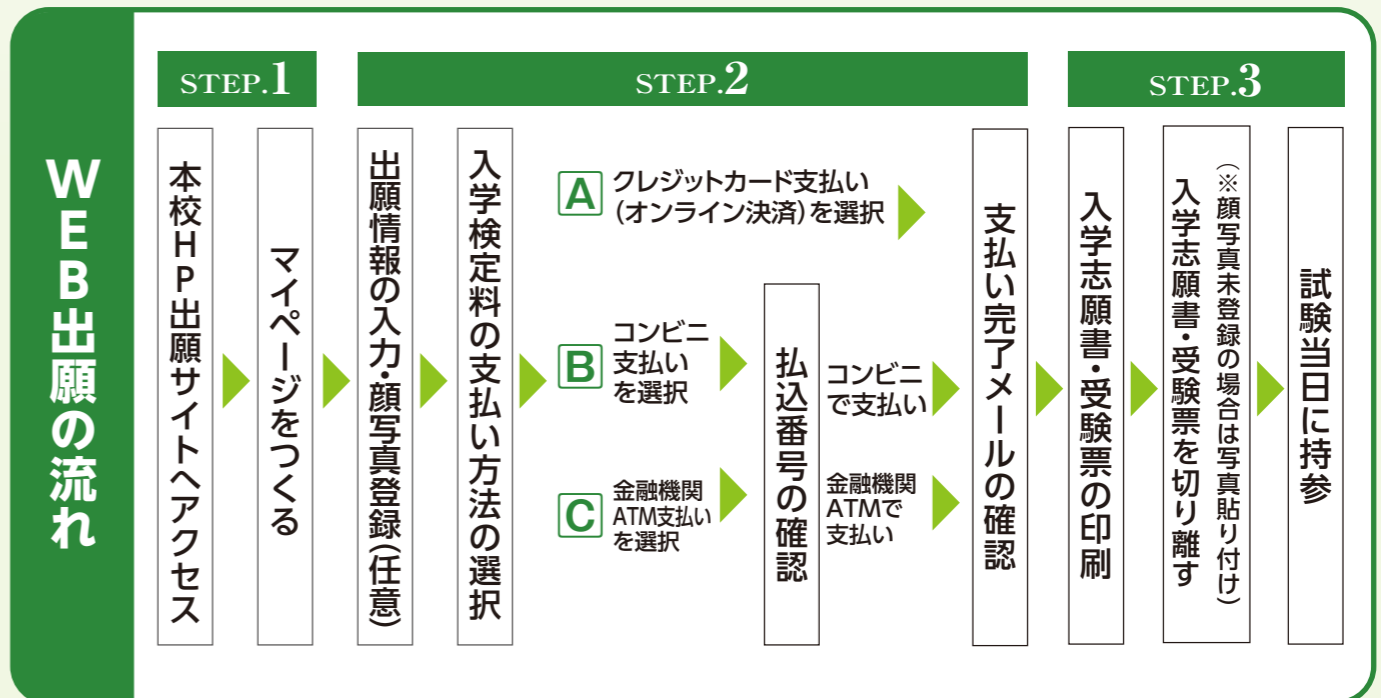 WEB出願の流れ
STEP.1
本校HP出願サイトへアクセス
マイページをつくる
STEP.2
出願情報の入力・顔写真登録(任意)
入学検定料の支払い方法の選択
A
クレジットカード支払い
(オンライン決済)を選択
B
コンビニ
支払い
を選択
C
金融機関
ATM支払い
を選択
払込番号の確認
コンビニ
で支払い
金融機関
ATMで
支払い
支払い完了メールの確認
STEP.3
入学志願書・受験票の印刷
(※顔写真未登録の場合は写真貼り付け)
入学志願書・受験票を切り離す
試験当日に持参